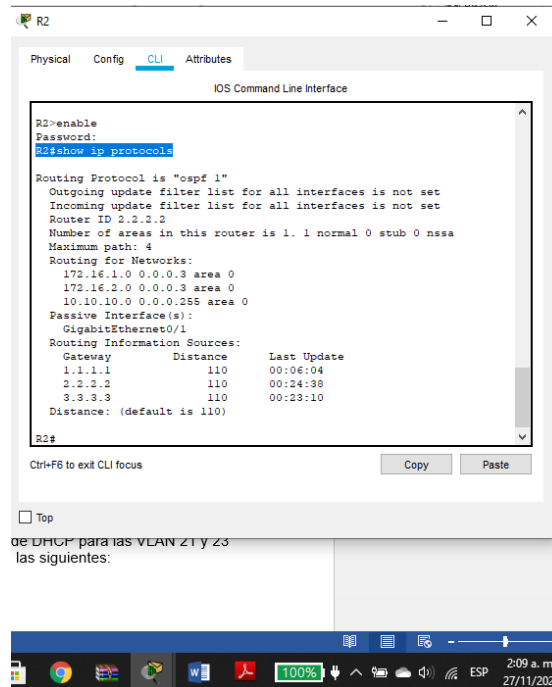 R2
Physical Config CLI Attributes
IOS Command Line Interface
R2>enable
Password:
R2#show ip protocols
Routing Protocol is "ospf 1"
Outgoing update filter list for all interfaces is not set
Incoming update filter list for all interfaces is not set
Router ID 2.2.2.2
Number of areas in this router is 1. 1 normal 0 stub 0 nssa
Maximum path: 4
Routing for Networks:
172.16.1.0 0.0.0.3 area 0
172.16.2.0 0.0.0.3 area 0
10.10.10.0 0.0.0.255 area 0
Passive Interface(s):
GigabitEthernet0/1
Routing Information Sources:
Gateway Distance Last Update
1.1.1.1 110 00:06:04
2.2.2.2 110 00:24:38
3.3.3.3 110 00:23:10
Distance: (default is 110)
R2#
Ctrl+F6 to exit CLI focus
Copy Paste
Top
de DHCP para las VLAN 21 y 23
las siguientes:
100% ESP 2:09 a. m
27/11/202